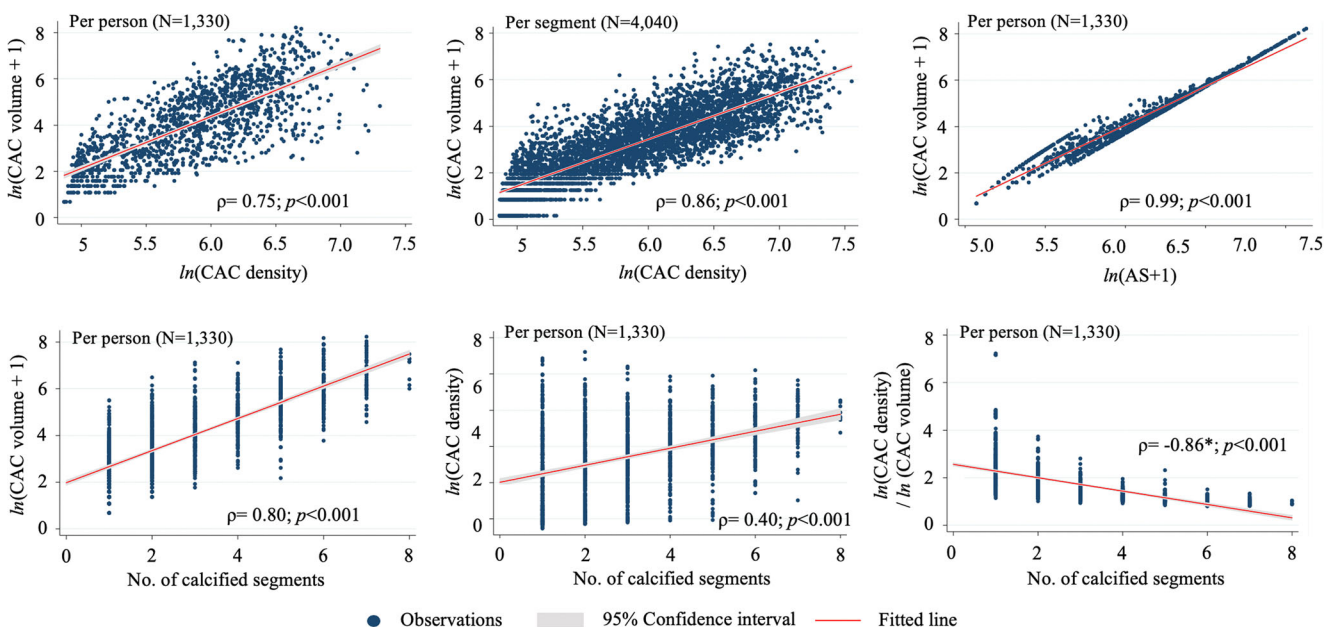 Per person (N=1,330)
ln(CAC volume + 1)
8
6
4
2
0
5
5.5
6.0
6.5
7.0
7.5
ρ= 0.75; p<0.001
ln(CAC density)
Per segment (N=4,040)
ln(CAC volume + 1)
8
6
4
2
0
5
5.5
6.0
6.5
7.0
7.5
ρ= 0.86; p<0.001
ln(CAC density)
Per person (N=1,330)
ln(CAC volume + 1)
8
6
4
2
0
5.0
5.5
6.0
6.5
7.0
7.5
ρ= 0.99; p<0.001
ln(AS+1)
Per person (N=1,330)
ln(CAC volume + 1)
8
6
4
2
0
0
2
4
6
8
ρ= 0.80; p<0.001
No. of calcified segments
Per person (N=1,330)
ln(CAC density)
8
6
4
2
0
0
2
4
6
8
ρ= 0.40; p<0.001
No. of calcified segments
Per person (N=1,330)
ln(CAC density)
/ ln (CAC volume)
8
6
4
2
0
0
2
4
6
8
ρ= -0.86*; p<0.001
No. of calcified segments
Observations
95% Confidence interval
Fitted line